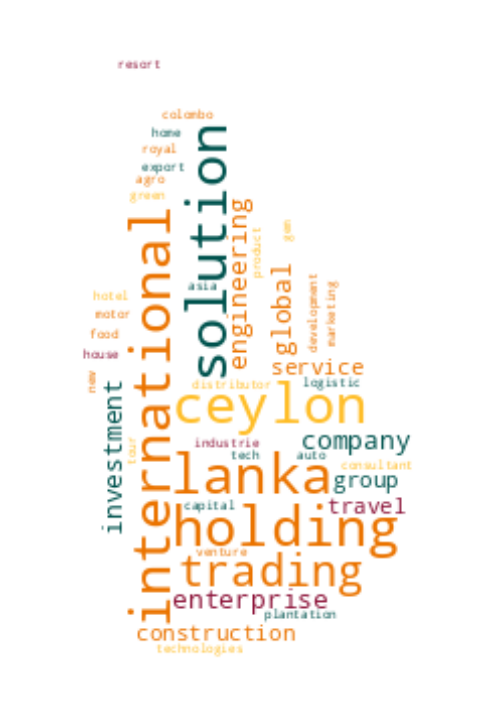 resort
colombo
home
royal
export
agro
green
solution
international
engineering
gem
product
asia
global
development
marketing
hotel
motor
food
house
new
service
logistic
distributor
investment
ceylon
tour
industrie
company
tech
auto
lanka
consultant
group
capital
travel
holding
venture
trading
enterprise
plantation
construction
technologies